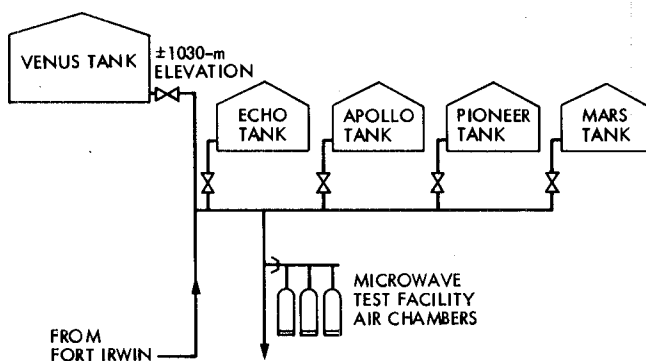 VENUS TANK
±1030-m
ELEVATION
ECHO
TANK
APOLLO
TANK
PIONEER
TANK
MARS
TANK
MICROWAVE
TEST FACILITY
AIR CHAMBERS
FROM
FORT IRWIN